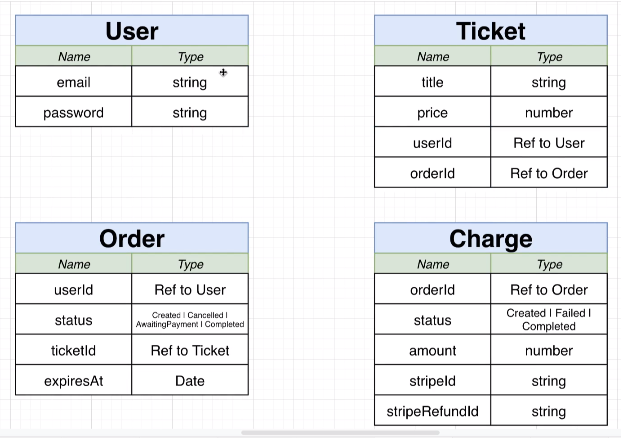 User
Name Type
email string
password string
Ticket
Name Type
title string
price number
userId Ref to User
orderId Ref to Order
Order
Name Type
userId Ref to User
status Created | Cancelled |
AwaitingPayment | Completed
ticketId Ref to Ticket
expiresAt Date
Charge
Name Type
orderId Ref to Order
status Created | Failed |
Completed
amount number
stripeId string
stripeRefundId string